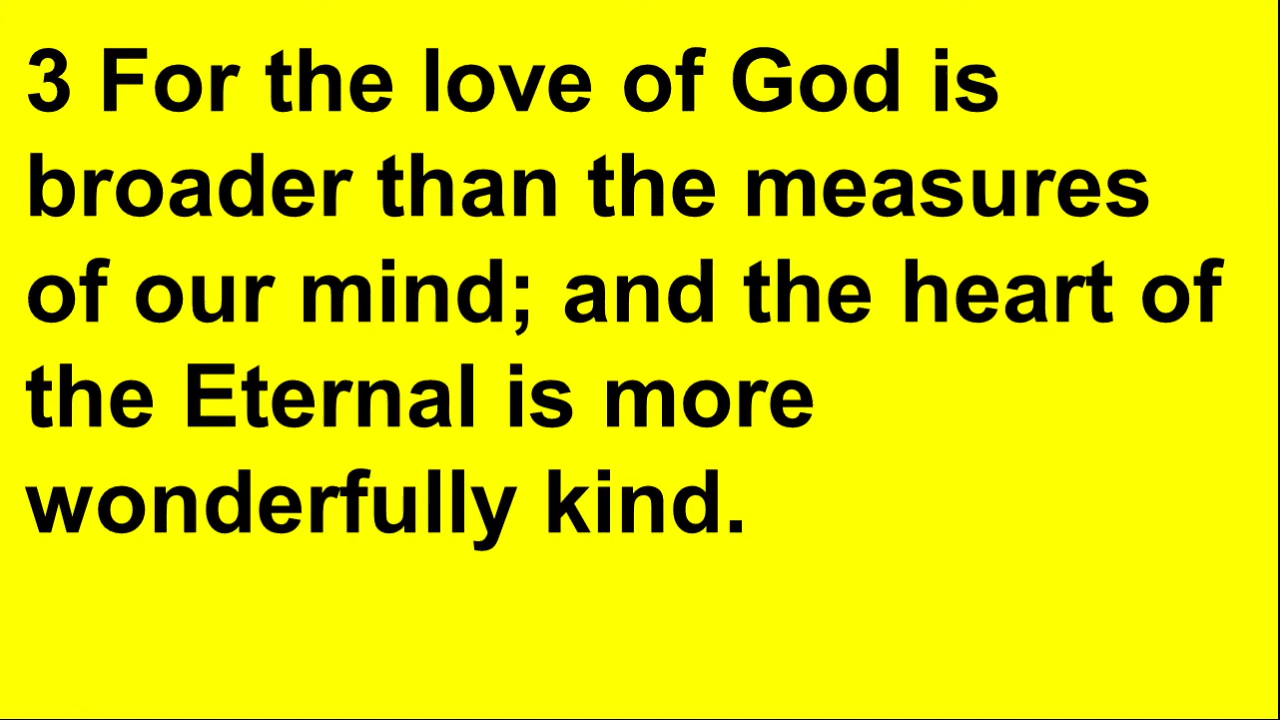 3 For the love of God is
broader than the measures
of our mind; and the heart of
the Eternal is more
wonderfully kind.